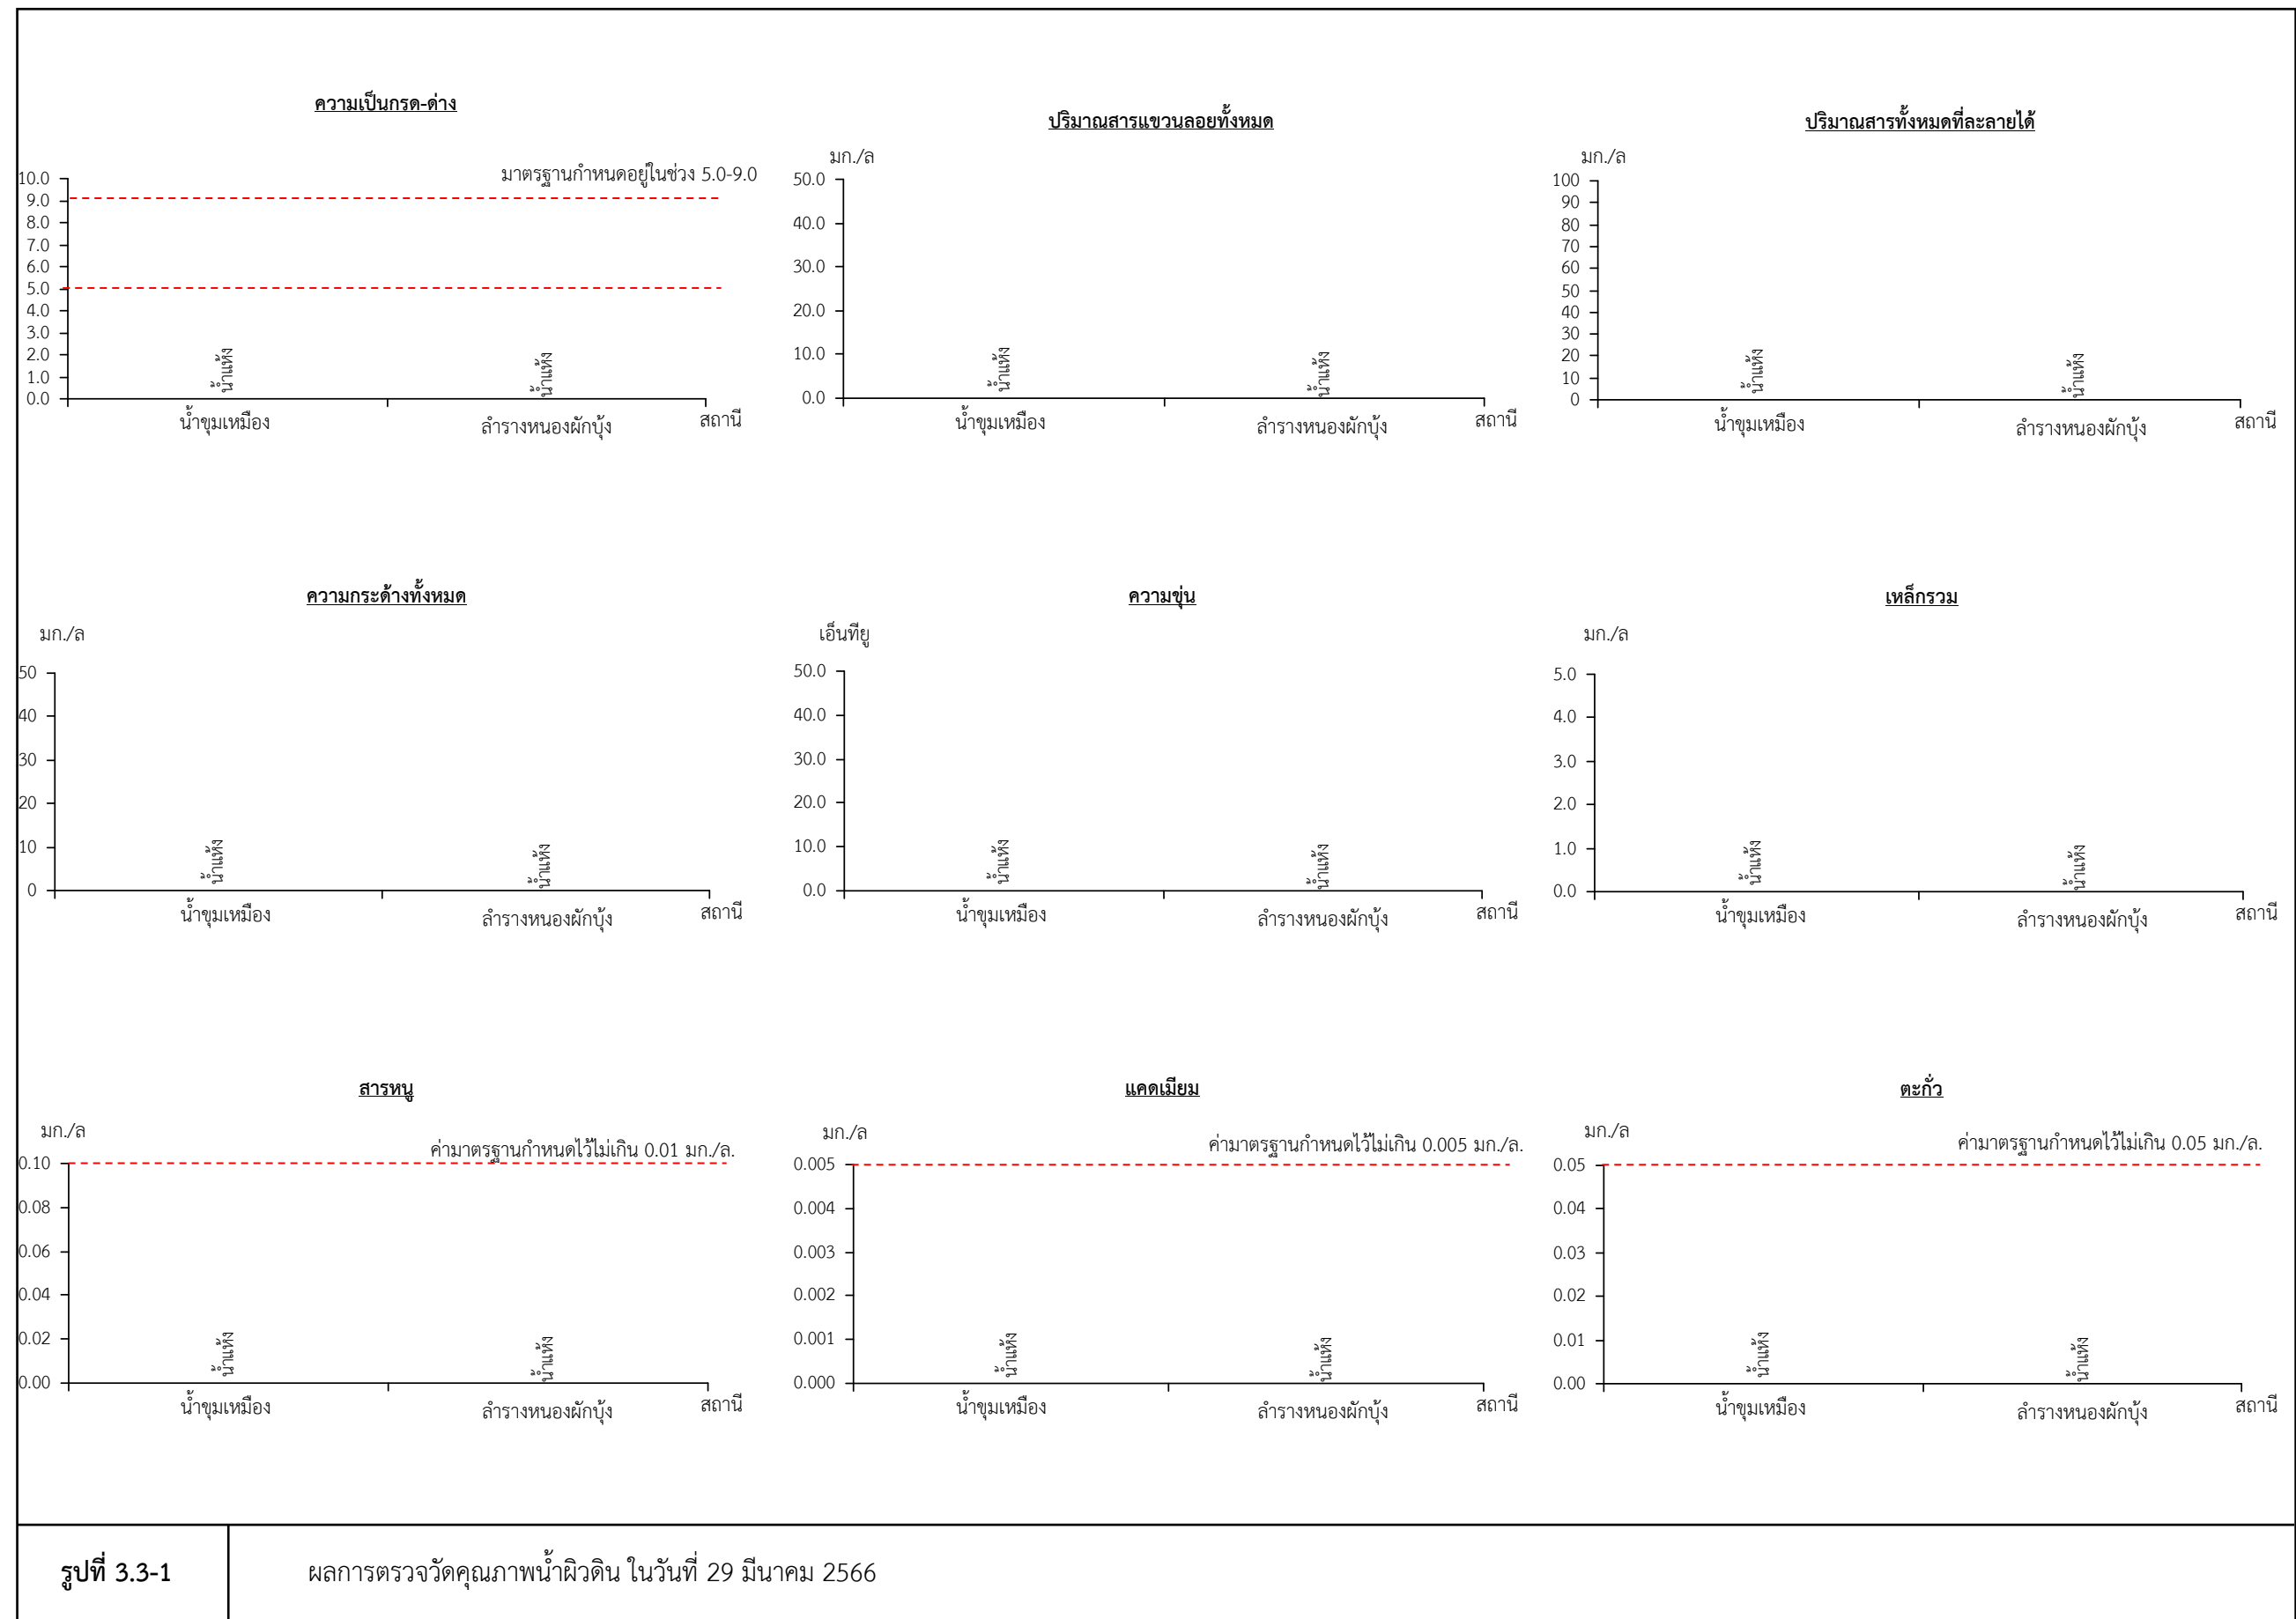 ความเป็นกรด-ด่าง
มาตรฐานกำหนดอยู่ในช่วง 5.0-9.0
10.0
9.0
8.0
7.0
6.0
5.0
4.0
3.0
2.0
1.0
0.0
น้ำแห้ง
น้ำแห้ง
น้ำขุมเหมือง
ลำรางหนองผักบุ้ง
สถานี
ปริมาณสารแขวนลอยทั้งหมด
มก./ล
50.0
40.0
30.0
20.0
10.0
0.0
น้ำแห้ง
น้ำแห้ง
น้ำขุมเหมือง
ลำรางหนองผักบุ้ง
สถานี
ปริมาณสารทั้งหมดที่ละลายได้
มก./ล
100
90
80
70
60
50
40
30
20
10
0
น้ำแห้ง
น้ำแห้ง
น้ำขุมเหมือง
ลำรางหนองผักบุ้ง
สถานี
ความกระด้างทั้งหมด
มก./ล
50
40
30
20
10
0
น้ำแห้ง
น้ำแห้ง
น้ำขุมเหมือง
ลำรางหนองผักบุ้ง
สถานี
ความขุ่น
เอ็นทียู
50.0
40.0
30.0
20.0
10.0
0.0
น้ำแห้ง
น้ำแห้ง
น้ำขุมเหมือง
ลำรางหนองผักบุ้ง
สถานี
เหล็กรวม
มก./ล
5.0
4.0
3.0
2.0
1.0
0.0
น้ำแห้ง
น้ำแห้ง
น้ำขุมเหมือง
ลำรางหนองผักบุ้ง
สถานี
สารหนู
มก./ล
ค่ามาตรฐานกำหนดไว้ไม่เกิน 0.01 มก./ล.
0.10
0.08
0.06
0.04
0.02
0.00
น้ำแห้ง
น้ำแห้ง
น้ำขุมเหมือง
ลำรางหนองผักบุ้ง
สถานี
แคดเมียม
มก./ล
ค่ามาตรฐานกำหนดไว้ไม่เกิน 0.005 มก./ล.
0.005
0.004
0.003
0.002
0.001
0.000
น้ำแห้ง
น้ำแห้ง
น้ำขุมเหมือง
ลำรางหนองผักบุ้ง
สถานี
ตะกั่ว
มก./ล
ค่ามาตรฐานกำหนดไว้ไม่เกิน 0.05 มก./ล.
0.05
0.04
0.03
0.02
0.01
0.00
น้ำแห้ง
น้ำแห้ง
น้ำขุมเหมือง
ลำรางหนองผักบุ้ง
สถานี
รูปที่ 3.3-1
ผลการตรวจวัดคุณภาพน้ำผิวดิน ในวันที่ 29 มีนาคม 2566